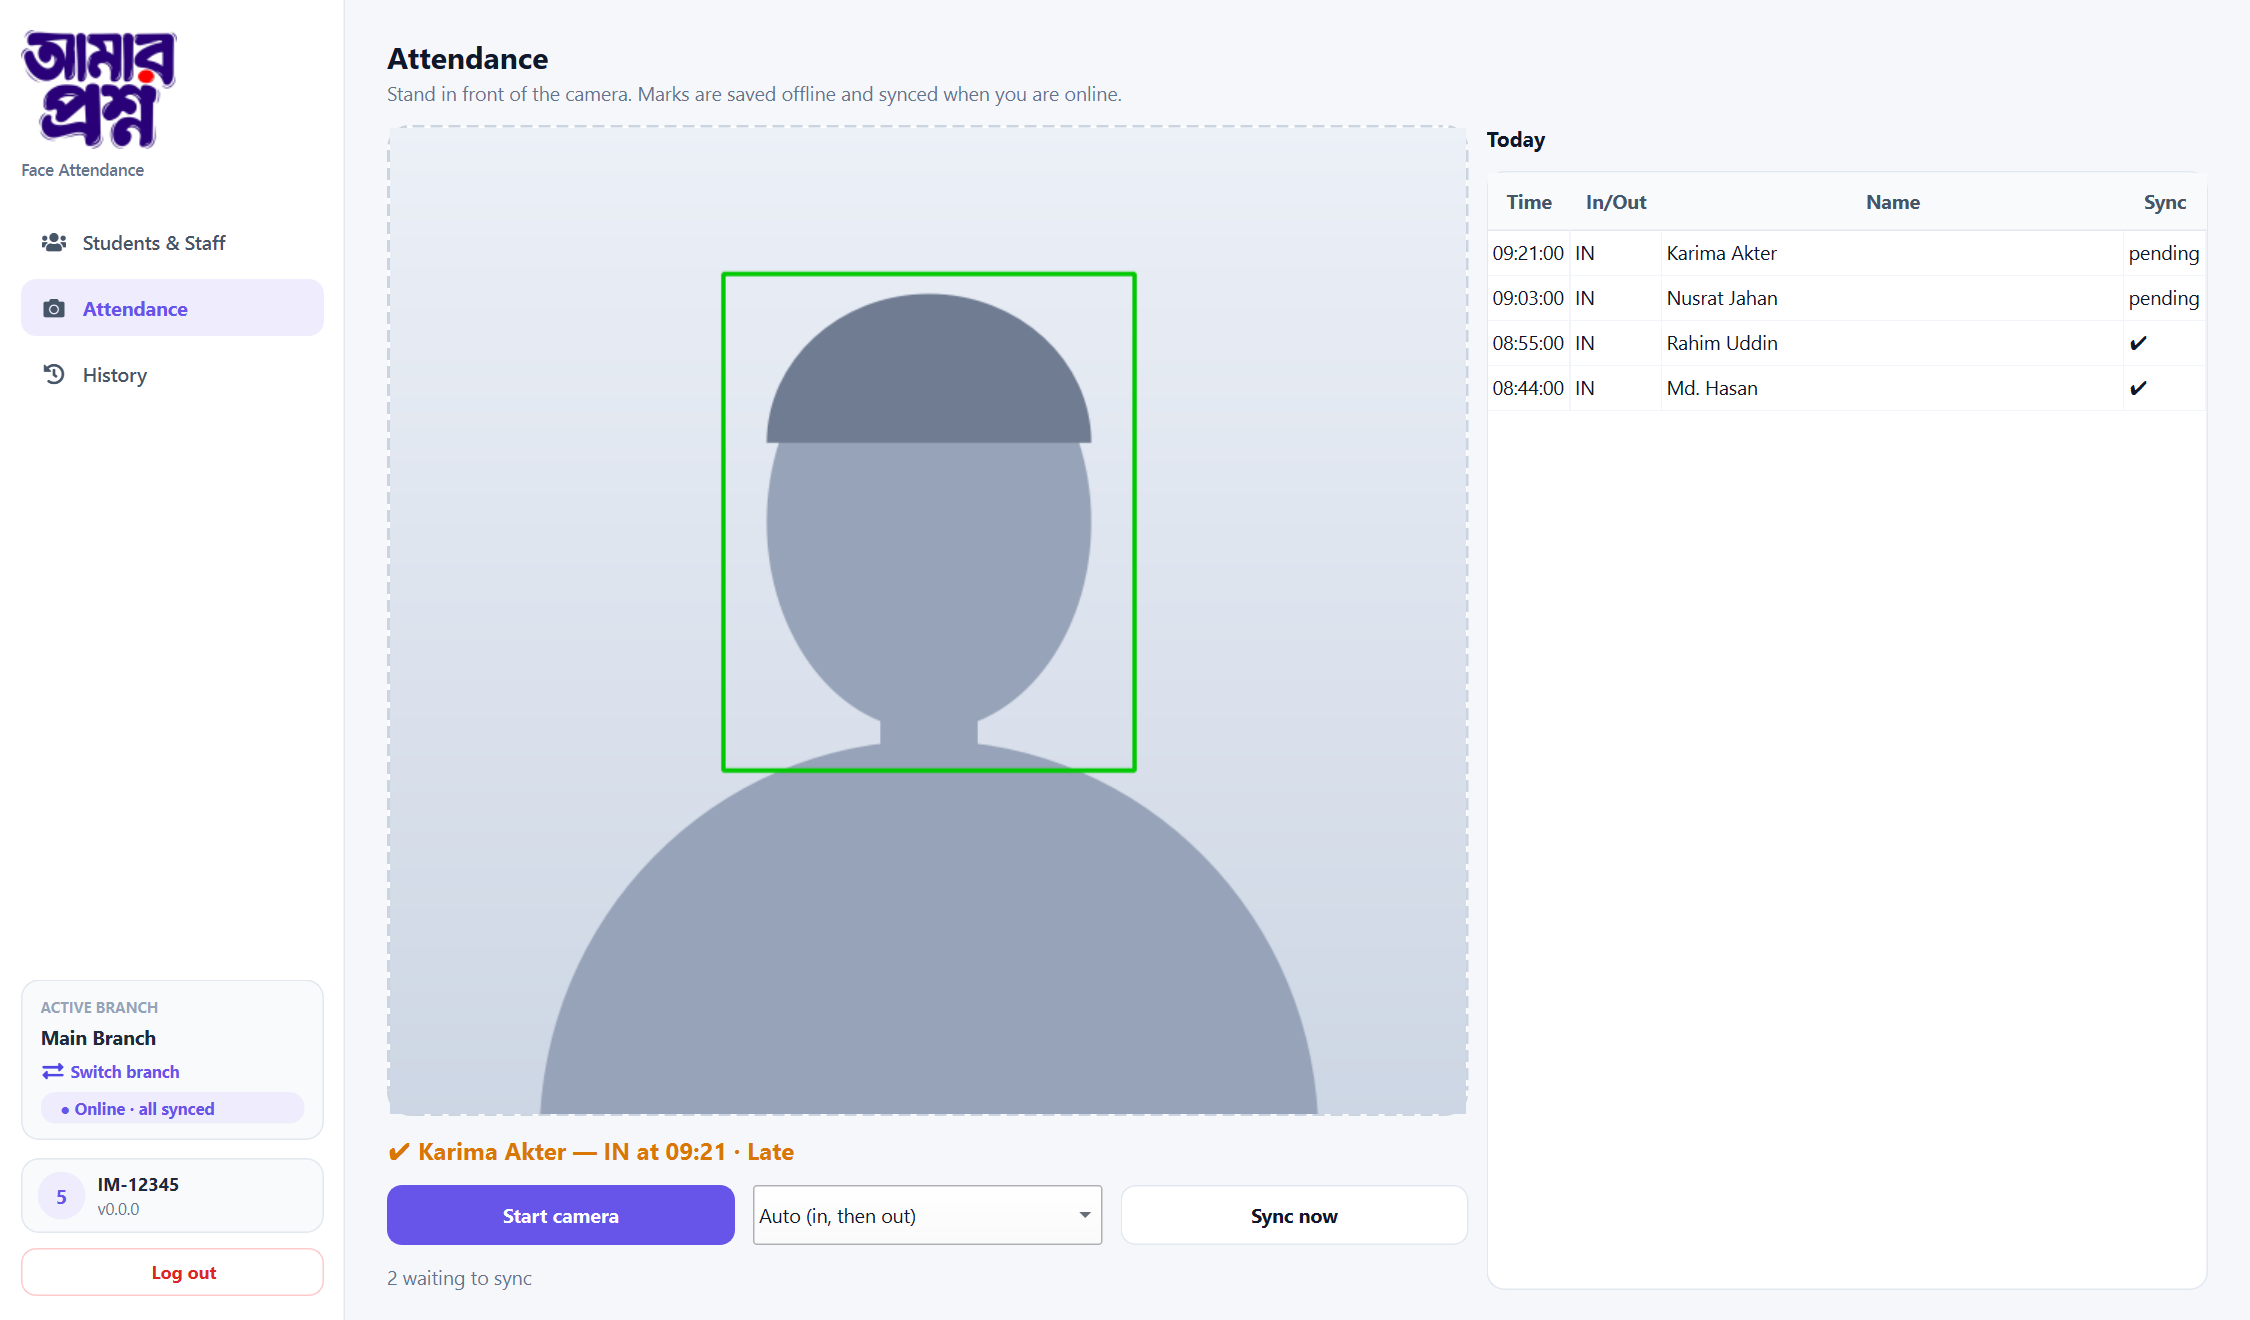 আমার
প্রশ্ন
Face Attendance
Students & Staff
Attendance
History
ACTIVE BRANCH
Main Branch
Switch branch
● Online · all synced
5
IM-12345
v0.0.0
Log out
Attendance
Stand in front of the camera. Marks are saved offline and synced when you are online.
✔ Karima Akter — IN at 09:21 · Late
Start camera
Auto (in, then out)
Sync now
2 waiting to sync
Today
Time In/Out Name Sync
09:21:00 IN Karima Akter pending
09:03:00 IN Nusrat Jahan pending
08:55:00 IN Rahim Uddin ✔
08:44:00 IN Md. Hasan ✔